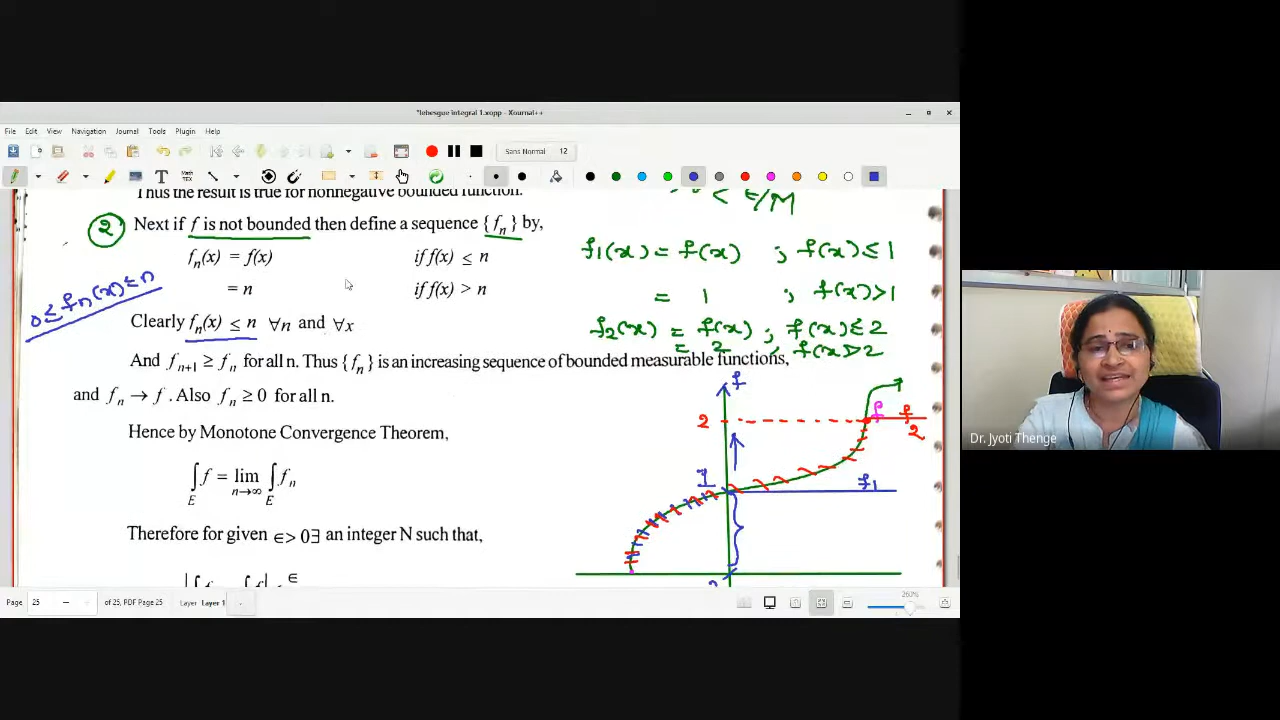 *lebesgue integral 1.xopp - Xournal++
File Edit View Navigation Journal Tools Plugin Help
Sans Normal 12
Thus the result is true for nonnegative bounded function.
< ε/M
2 Next if f is not bounded then define a sequence {fn} by,
fn(x) = f(x) if f(x) ≤ n
= n if f(x) > n
0 ≤ fn(x) ≤ n
Clearly fn(x) ≤ n ∀n and ∀x
And fn+1 ≥ fn for all n. Thus {fn} is an increasing sequence of bounded measurable functions,
and fn → f. Also fn ≥ 0 for all n.
Hence by Monotone Convergence Theorem,
∫E f = lim n→∞ ∫E fn
Therefore for given ∈> 0∃ an integer N such that,
f1(x) = f(x) ; f(x) ≤ 1
= 1 ; f(x) > 1
f2(x) = f(x) ; f(x) ≤ 2
= 2 , f(x) > 2
f
2
f
f2
1
f1
Page 25 of 25, PDF Page 25 Layer Layer 1
260%
Dr. Jyoti Thenge